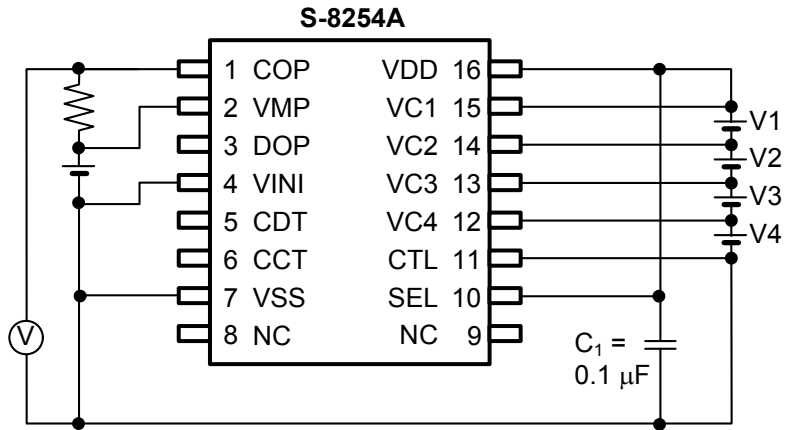 S-8254A
1 COP VDD 16
2 VMP VC1 15
3 DOP VC2 14
4 VINI VC3 13
5 CDT VC4 12
6 CCT CTL 11
7 VSS SEL 10
8 NC NC 9
V1
V2
V3
V4
V
C₁ =
0.1 µF